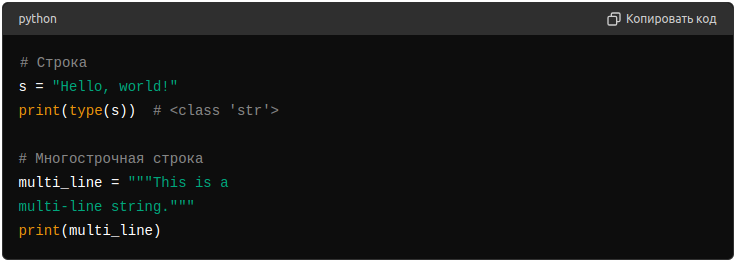 python
Копировать код
# Строка
s = "Hello, world!"
print(type(s))  # <class 'str'>
# Многострочная строка
multi_line = """This is a
multi-line string."""
print(multi_line)